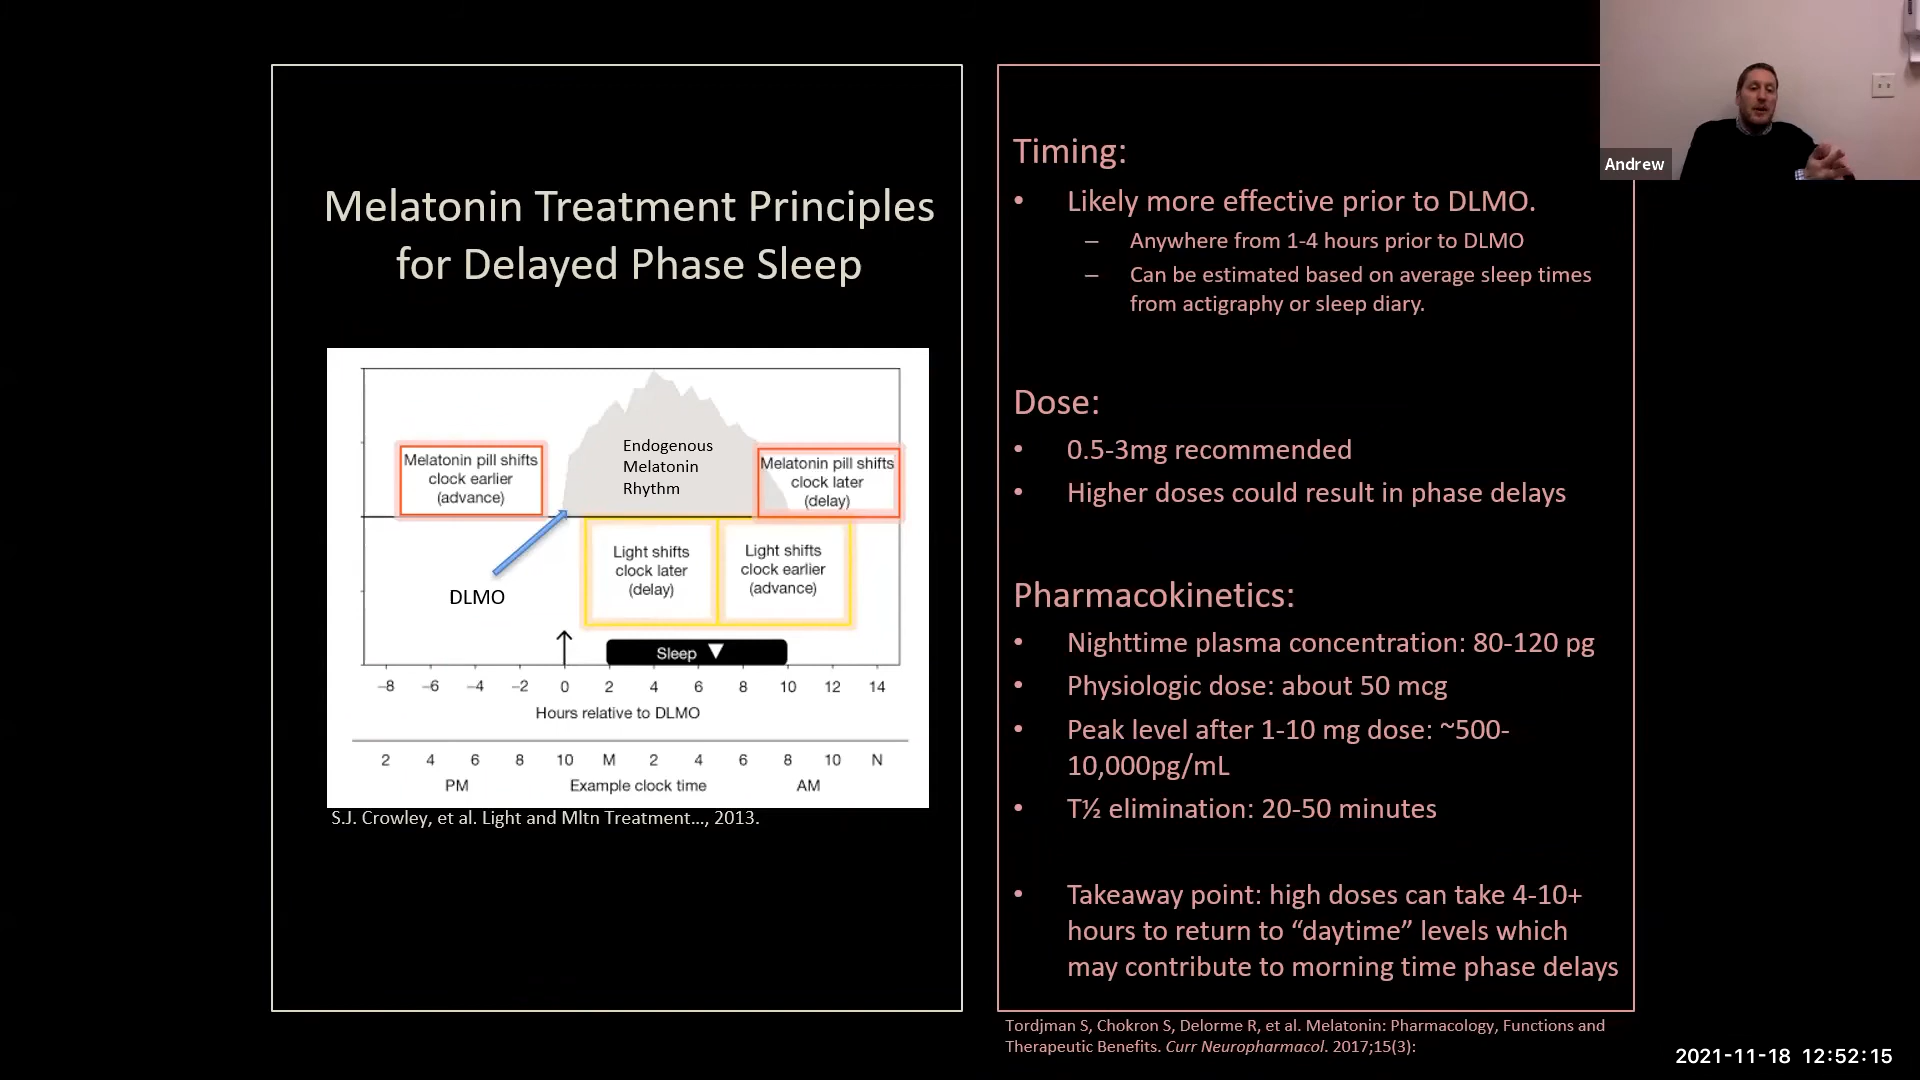 Melatonin Treatment Principles
for Delayed Phase Sleep
Melatonin pill shifts
clock earlier
(advance)
Endogenous
Melatonin
Rhythm
Melatonin pill shifts
clock later
(delay)
Light shifts
clock later
(delay)
Light shifts
clock earlier
(advance)
DLMO
Sleep
–8 –6 –4 –2 0 2 4 6 8 10 12 14
Hours relative to DLMO
2 4 6 8 10 M 2 4 6 8 10 N
PM Example clock time AM
S.J. Crowley, et al. Light and Mltn Treatment..., 2013.
Timing:
• Likely more effective prior to DLMO.
– Anywhere from 1-4 hours prior to DLMO
– Can be estimated based on average sleep times
from actigraphy or sleep diary.
Dose:
• 0.5-3mg recommended
• Higher doses could result in phase delays
Pharmacokinetics:
• Nighttime plasma concentration: 80-120 pg
• Physiologic dose: about 50 mcg
• Peak level after 1-10 mg dose: ~500-
10,000pg/mL
• T½ elimination: 20-50 minutes
• Takeaway point: high doses can take 4-10+
hours to return to “daytime” levels which
may contribute to morning time phase delays
Tordjman S, Chokron S, Delorme R, et al. Melatonin: Pharmacology, Functions and
Therapeutic Benefits. Curr Neuropharmacol. 2017;15(3):
Andrew
2021-11-18 12:52:15